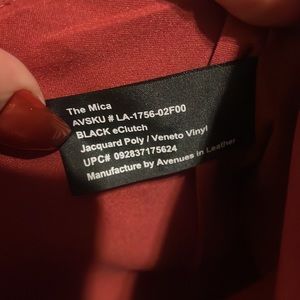 The Mica
AVSKU # LA-1756-02F00
BLACK eClutch
Jacquard Poly / Veneto Vinyl
UPC# 092837175624
Manufacture by Avenues in Leather